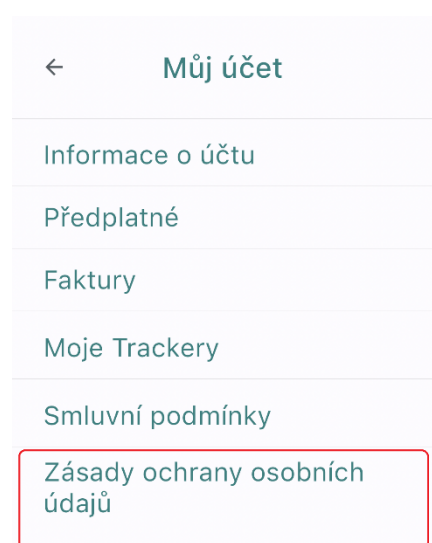 Můj účet
Informace o účtu
Předplatné
Faktury
Moje Trackery
Smluvní podmínky
Zásady ochrany osobních
údajů